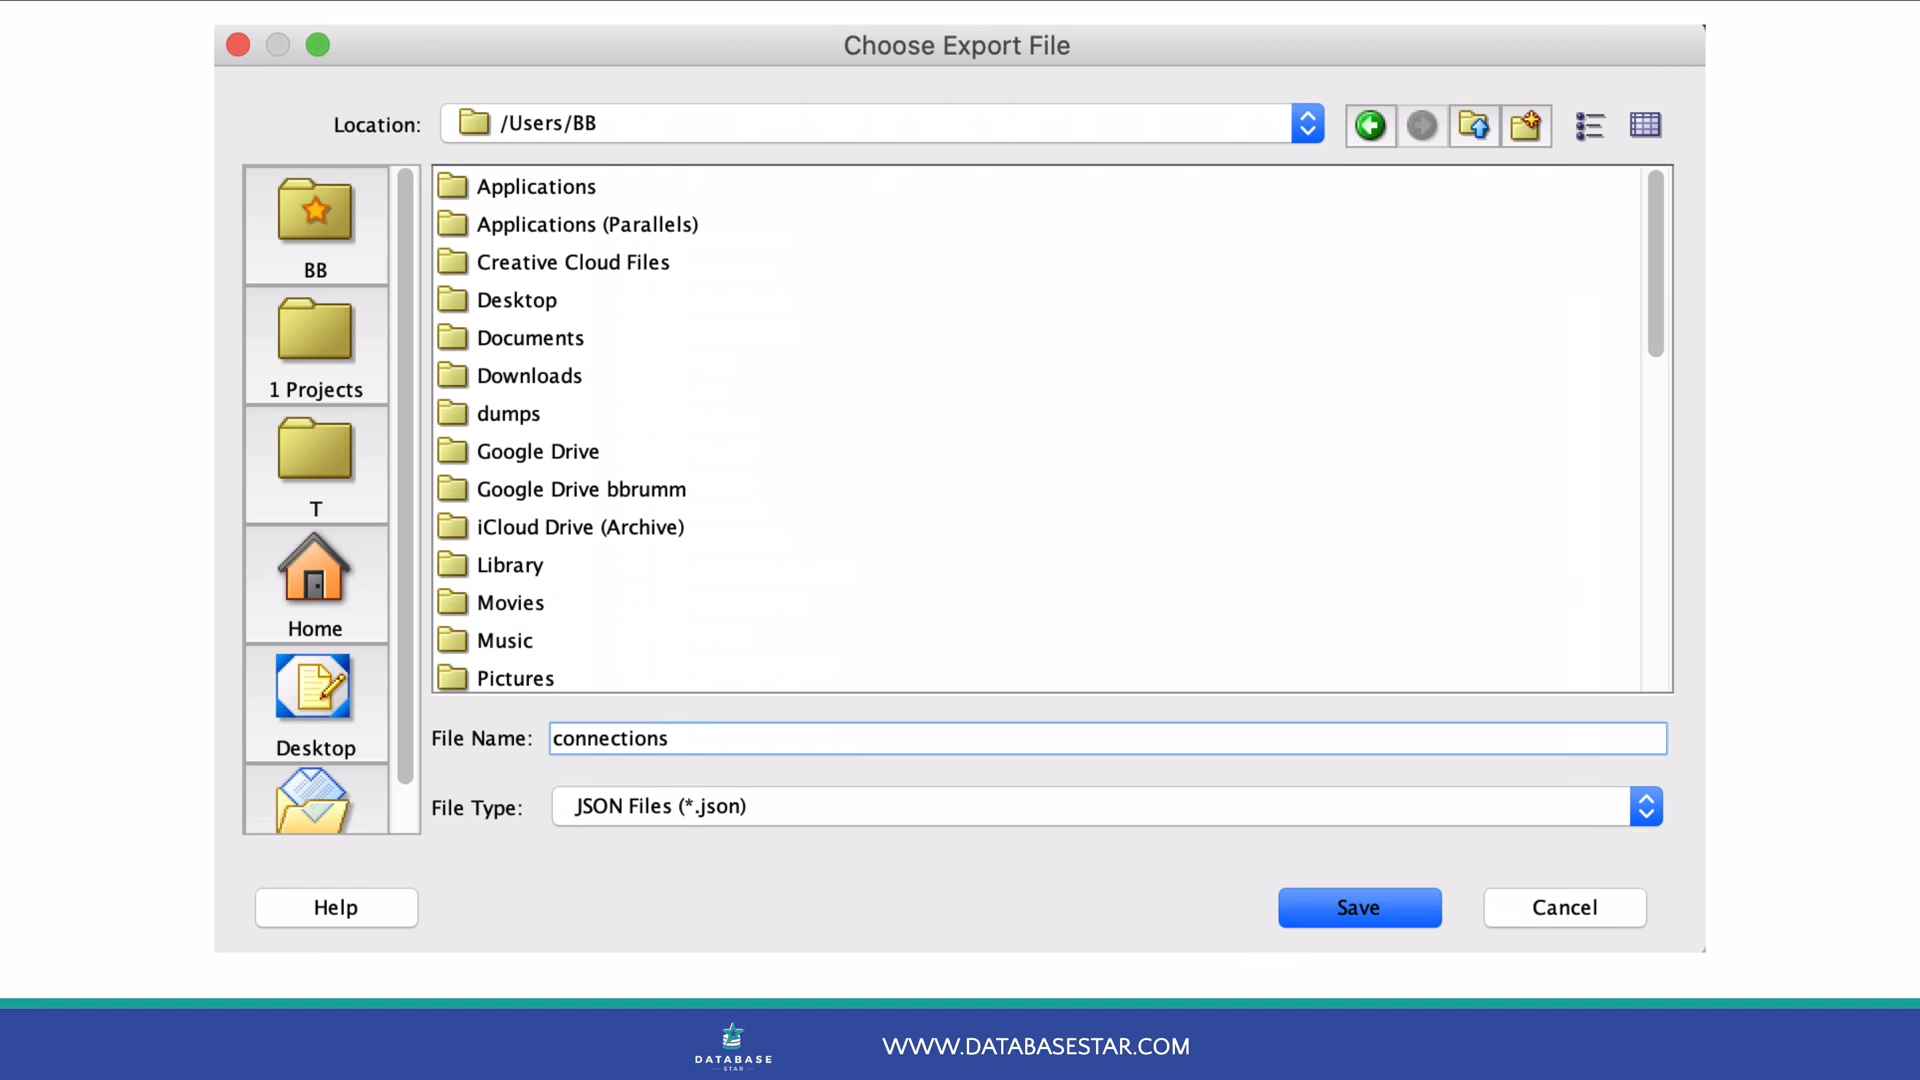 Choose Export File
Location: /Users/BB
BB
1 Projects
T
Home
Desktop
Applications
Applications (Parallels)
Creative Cloud Files
Desktop
Documents
Downloads
dumps
Google Drive
Google Drive bbrumm
iCloud Drive (Archive)
Library
Movies
Music
Pictures
File Name: connections
File Type: JSON Files (*.json)
Help
Save
Cancel
DATABASE
STAR
WWW.DATABASESTAR.COM